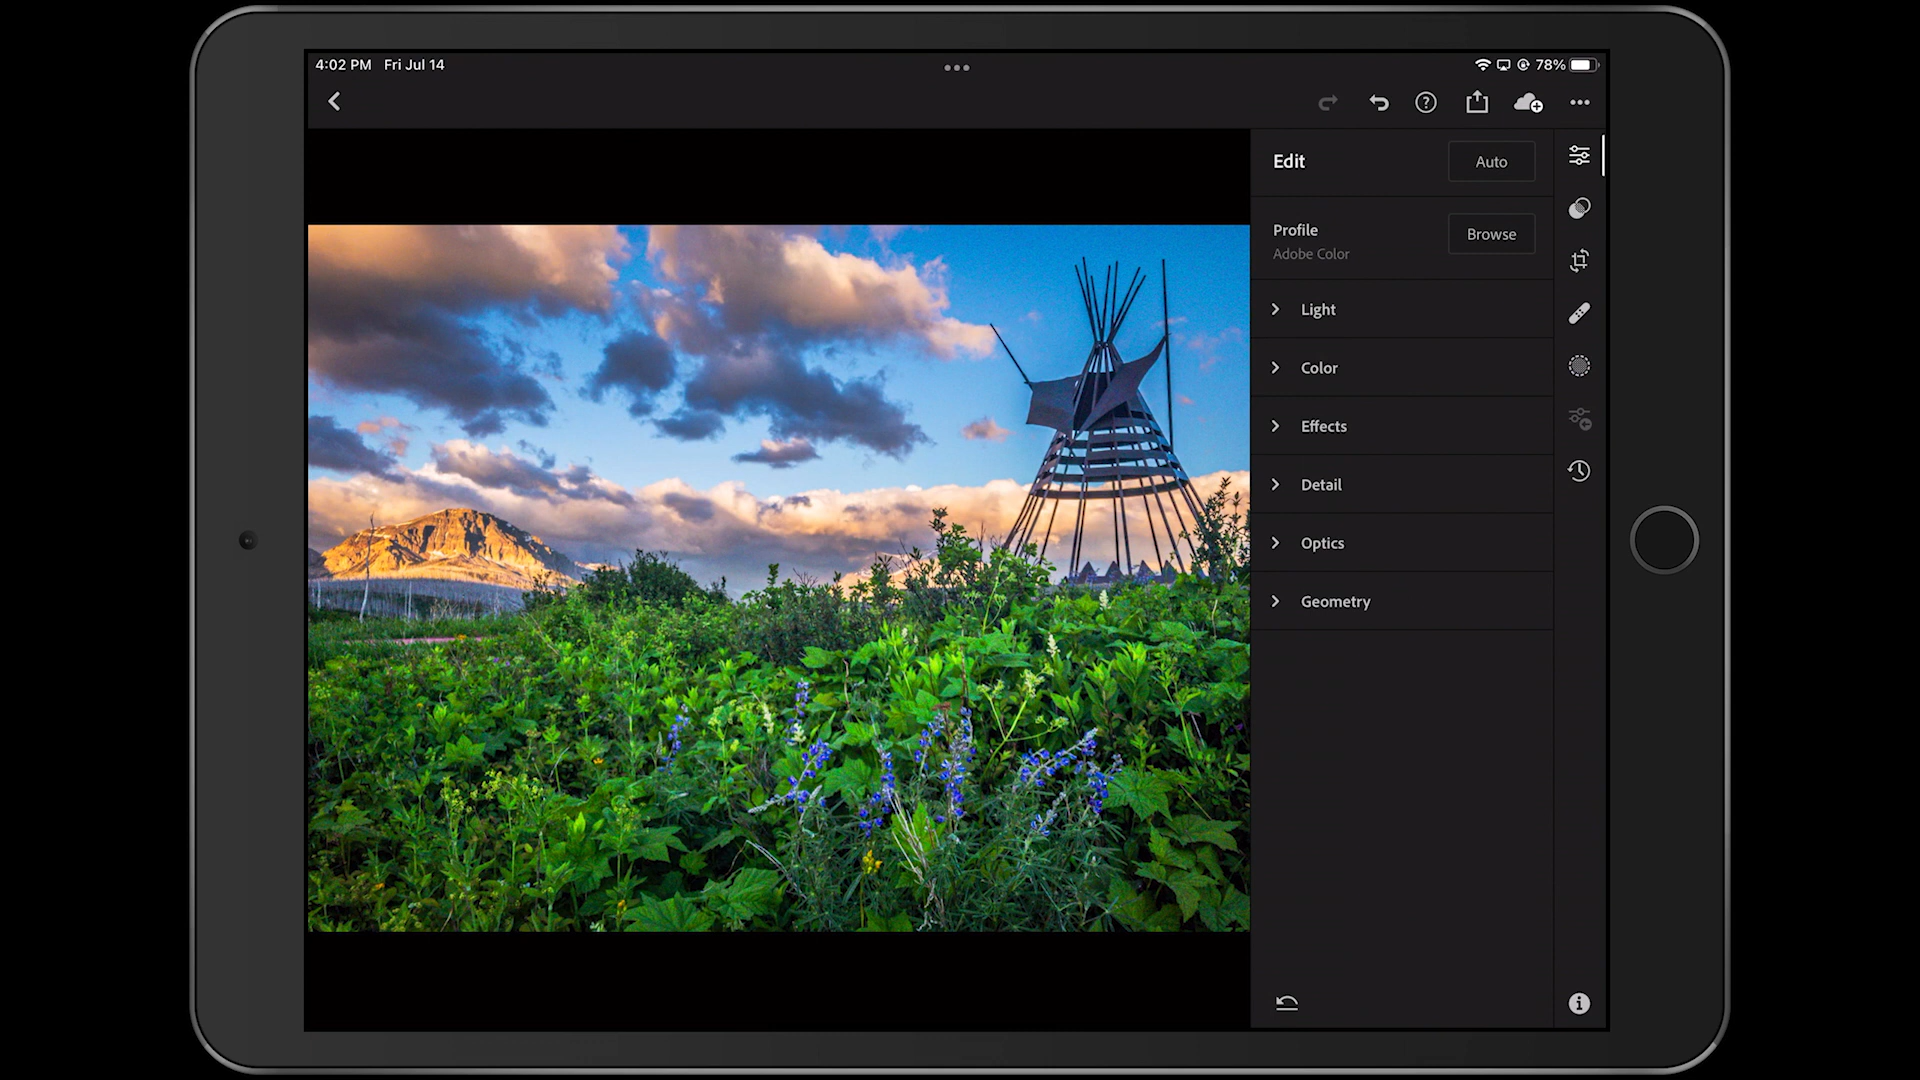 4:02 PM Fri Jul 14
78%
Edit
Auto
Profile
Adobe Color
Browse
Light
Color
Effects
Detail
Optics
Geometry